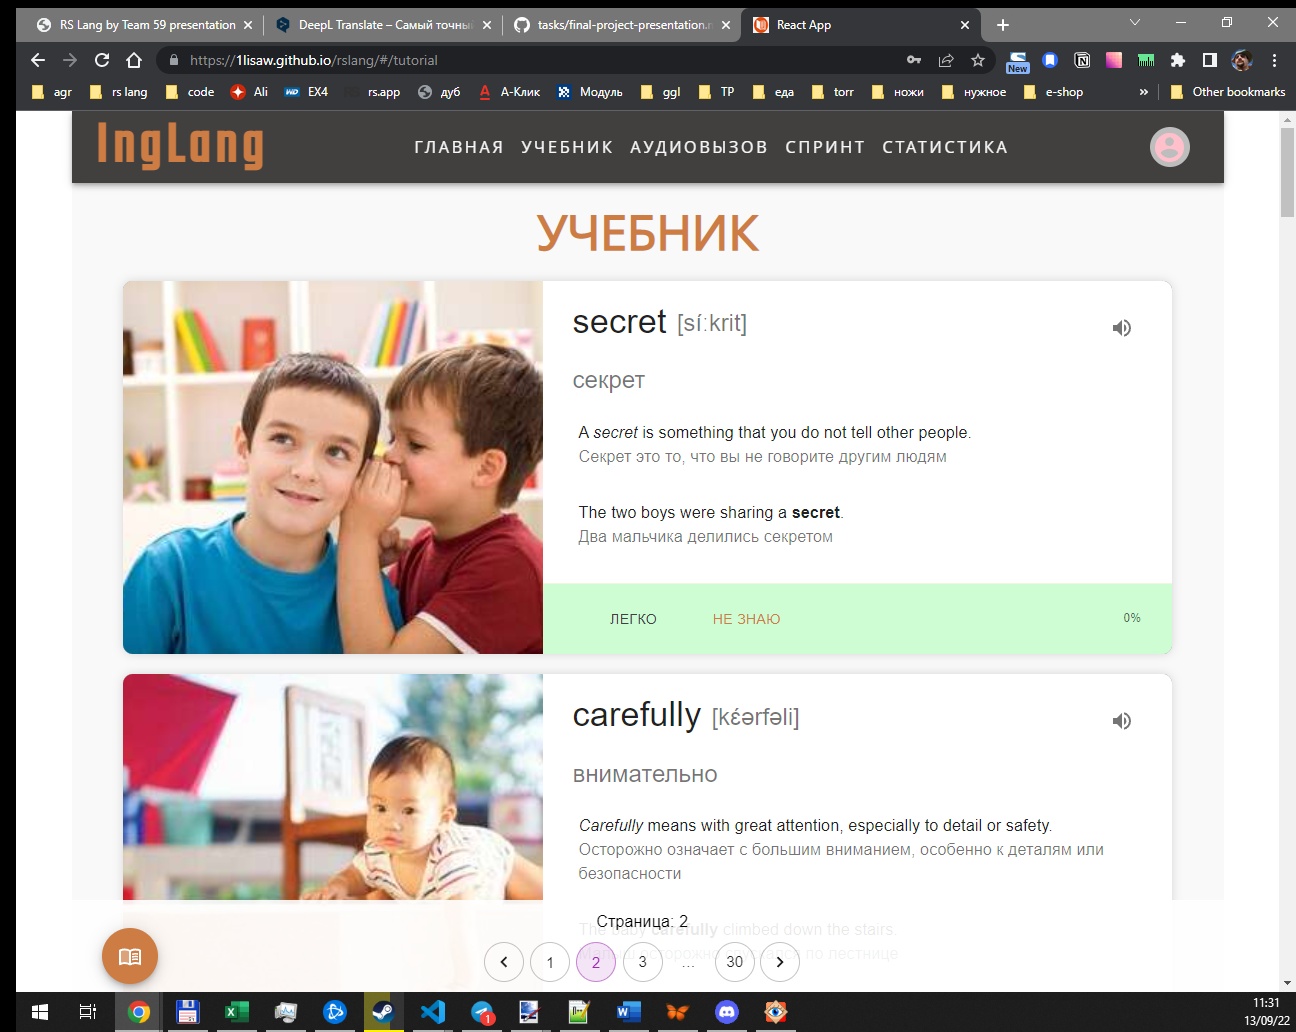 RS Lang by Team 59 presentation
DeepL Translate – Самый точны
tasks/final-project-presentation.
React App
https://1lisaw.github.io/rslang/#/tutorial
New
agr
rs lang
code
Ali
EX4
rs.app
дуб
А-Клик
Модуль
ggl
TP
еда
torr
ножи
нужное
e-shop
»
Other bookmarks
IngLang
ГЛАВНАЯ УЧЕБНИК АУДИОВЫЗОВ СПРИНТ СТАТИСТИКА
УЧЕБНИК
secret [síːkrit]
секрет
A secret is something that you do not tell other people.
Секрет это то, что вы не говорите другим людям
The two boys were sharing a secret.
Два мальчика делились секретом
ЛЕГКО НЕ ЗНАЮ 0%
carefully [kɛ́ərfəli]
внимательно
Carefully means with great attention, especially to detail or safety.
Осторожно означает с большим вниманием, особенно к деталям или
безопасности
Страница: 2
The baby carefully climbed down the stairs.
осторожно по лестнице
1 2 3 ... 30
11:31
13/09/22